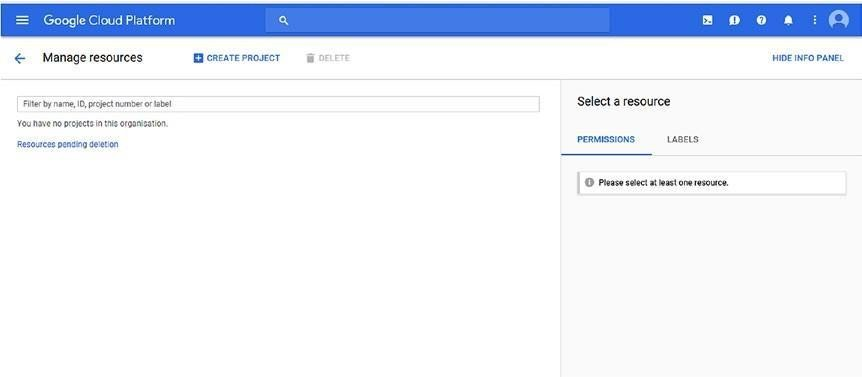 Google Cloud Platform
Manage resources
CREATE PROJECT
DELETE
HIDE INFO PANEL
Filter by name, ID, project number or label
You have no projects in this organisation.
Resources pending deletion
Select a resource
PERMISSIONS
LABELS
Please select at least one resource.